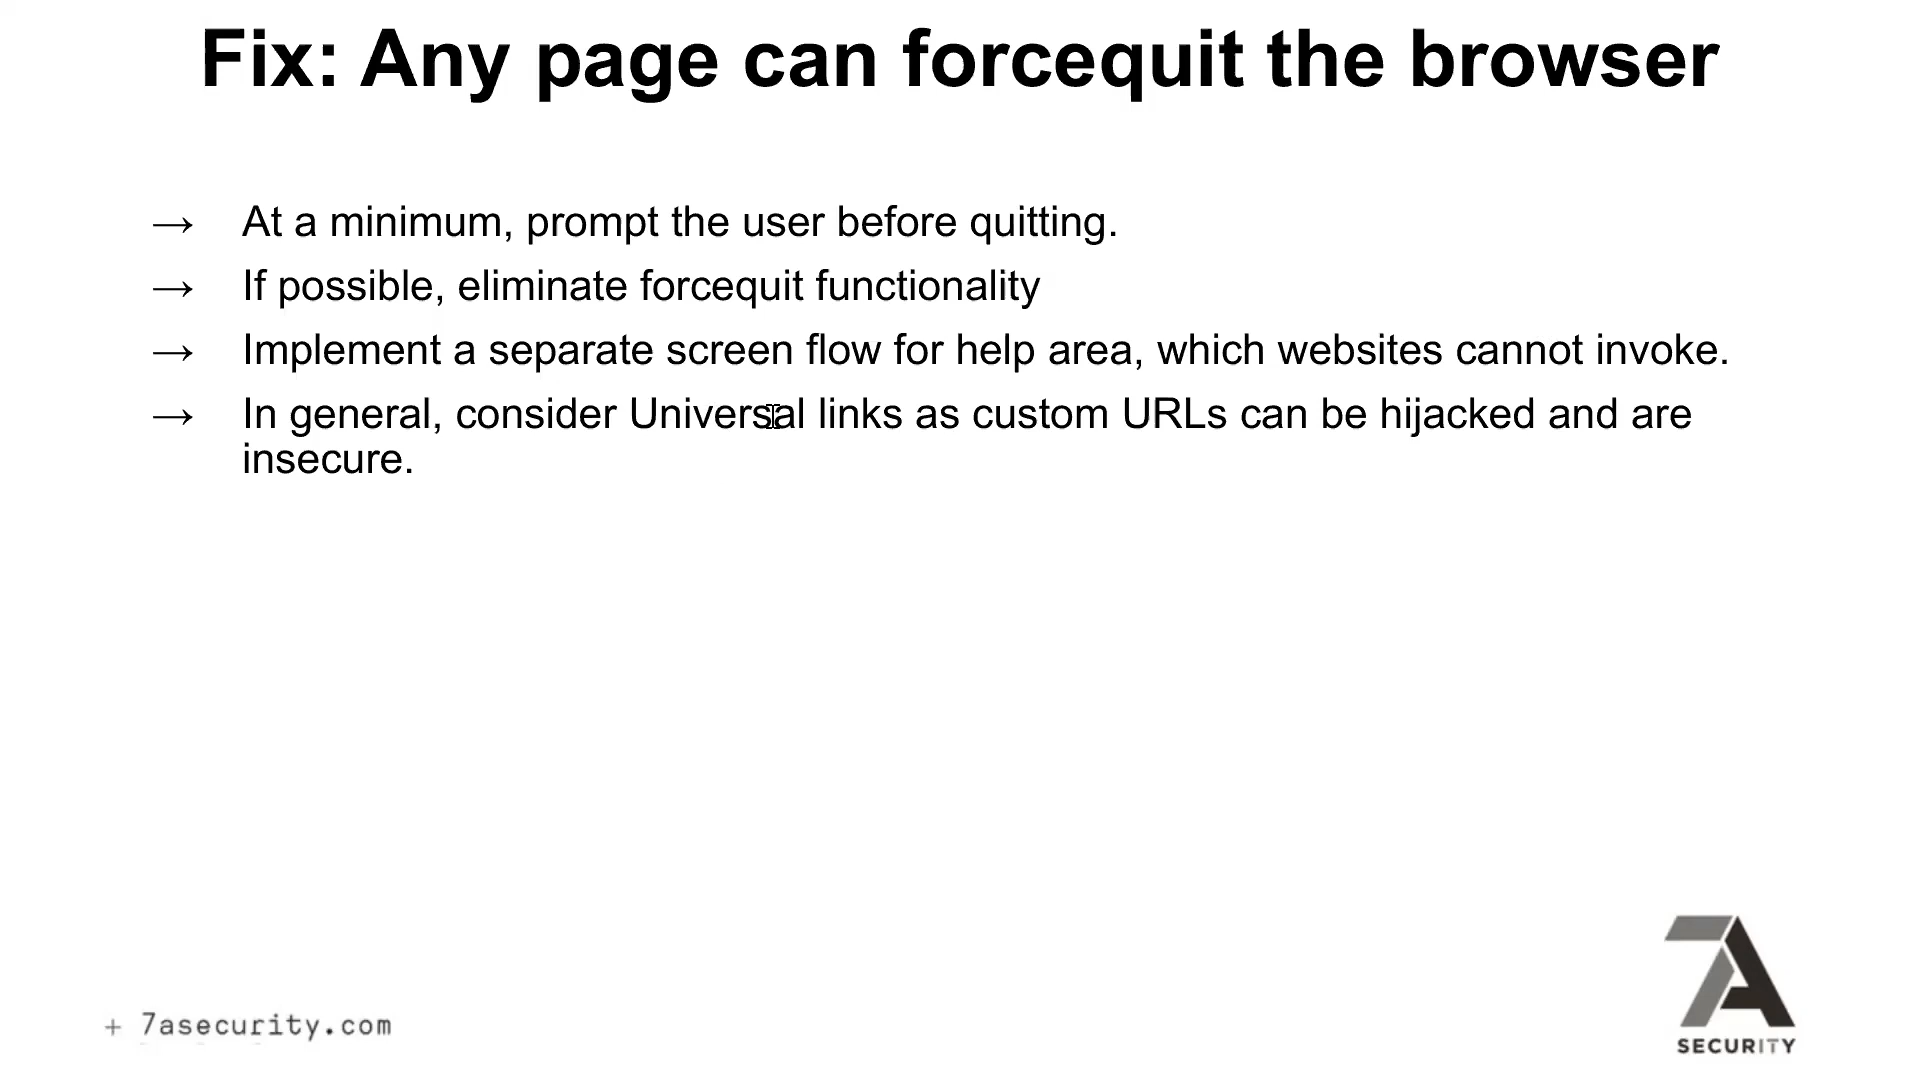 Fix: Any page can forcequit the browser
→ At a minimum, prompt the user before quitting.
→ If possible, eliminate forcequit functionality
→ Implement a separate screen flow for help area, which websites cannot invoke.
→ In general, consider Universal links as custom URLs can be hijacked and are
insecure.
+ 7asecurity.com
7A
SECURITY